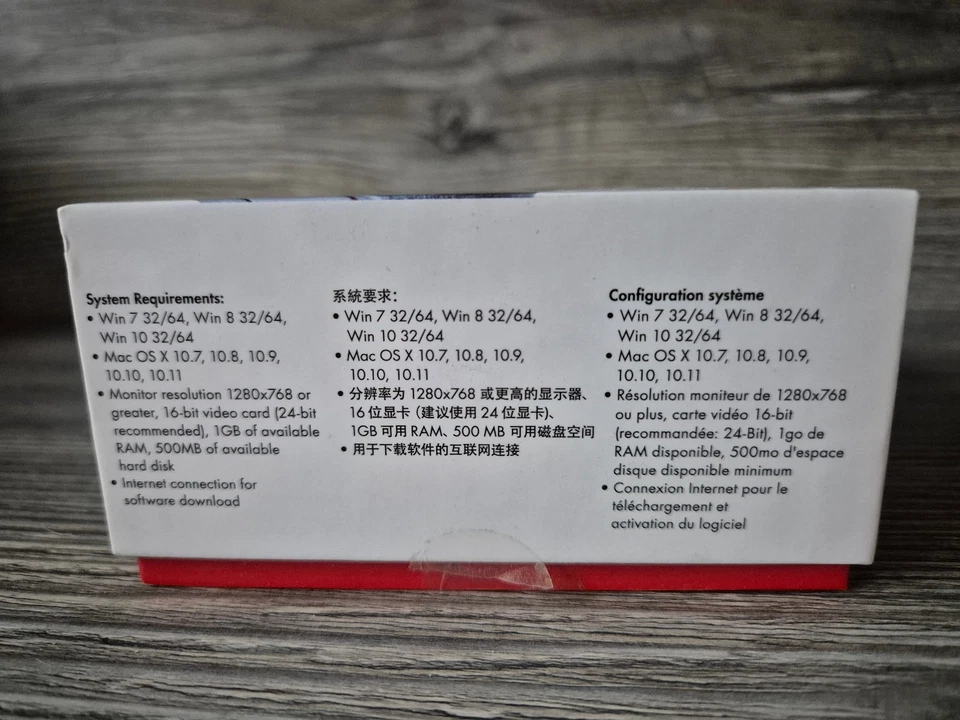 System Requirements:
• Win 7 32/64, Win 8 32/64,
Win 10 32/64
• Mac OS X 10.7, 10.8, 10.9,
10.10, 10.11
• Monitor resolution 1280x768 or
greater, 16-bit video card (24-bit
recommended), 1GB of available
RAM, 500MB of available
hard disk
• Internet connection for
software download
系統要求:
• Win 7 32/64, Win 8 32/64,
Win 10 32/64
• Mac OS X 10.7, 10.8, 10.9,
10.10, 10.11
• 分辨率为 1280x768 或更高的显示器、
16 位显卡 (建议使用 24 位显卡)、
1GB 可用 RAM、500 MB 可用磁盘空间
• 用于下载软件的互联网连接
Configuration système
• Win 7 32/64, Win 8 32/64,
Win 10 32/64
• Mac OS X 10.7, 10.8, 10.9,
10.10, 10.11
• Résolution moniteur de 1280x768
ou plus, carte vidéo 16-bit
(recommandée: 24-Bit), 1go de
RAM disponible, 500mo d'espace
disque disponible minimum
• Connexion Internet pour le
téléchargement et
activation du logiciel